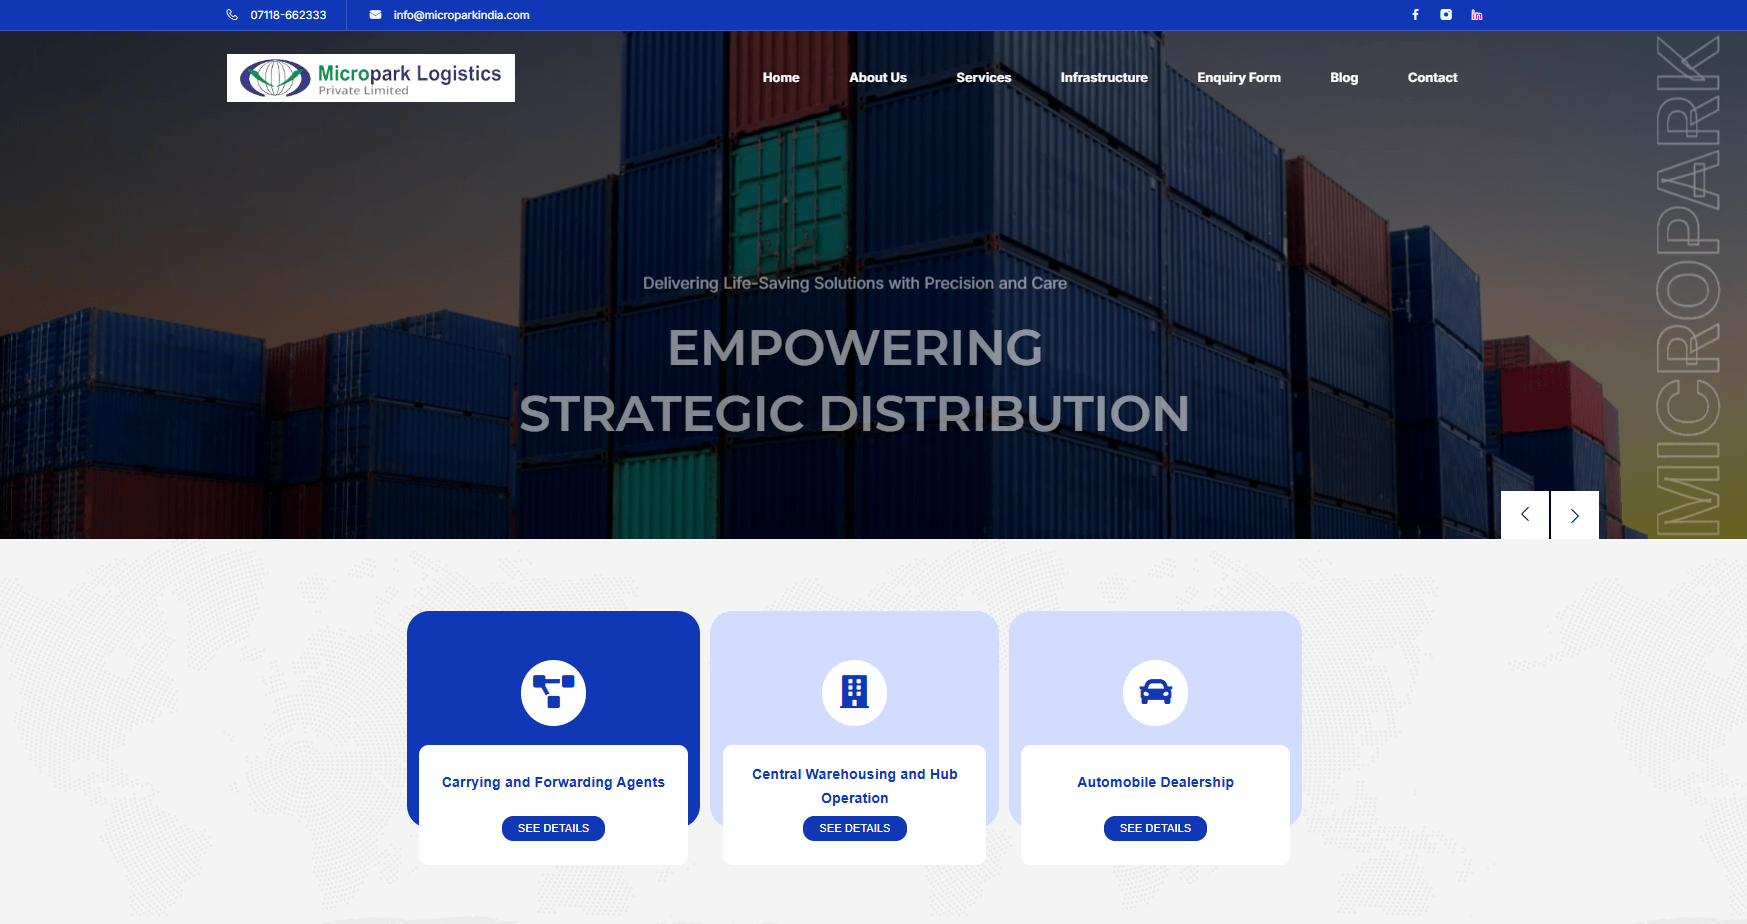 07118-662333
info@microparkindia.com
Micropark Logistics
Private Limited
Home
About Us
Services
Infrastructure
Enquiry Form
Blog
Contact
MICROPARK
Delivering Life-Saving Solutions with Precision and Care
EMPOWERING
STRATEGIC DISTRIBUTION
Carrying and Forwarding Agents
SEE DETAILS
Central Warehousing and Hub
Operation
SEE DETAILS
Automobile Dealership
SEE DETAILS